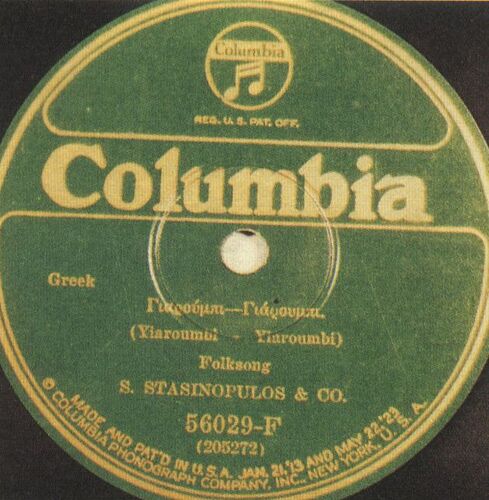 Columbia
REG. U.S. PAT. OFF.
Columbia
Greek
Γιαρούμπι—Γιάρουμπι.
(Yiaroumbi - Yiaroumbi)
Folksong
S. STASINOPULOS & CO.
56029-F
(205272)
MADE AND PAT'D IN U.S.A. JAN. 21,'13 AND MAY 22,'23
© COLUMBIA PHONOGRAPH COMPANY, INC., NEW YORK, U.S.A.